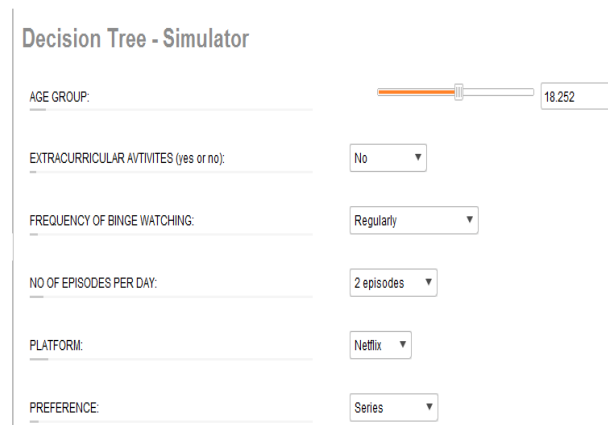 Decision Tree - Simulator
AGE GROUP: 18.252
EXTRACURRICULAR AVTIVITES (yes or no): No
FREQUENCY OF BINGE WATCHING: Regularly
NO OF EPISODES PER DAY: 2 episodes
PLATFORM: Netflix
PREFERENCE: Series